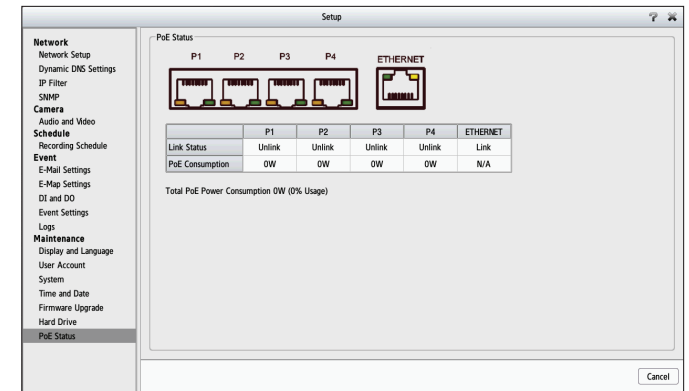 Setup
Network
Network Setup
Dynamic DNS Settings
IP Filter
SNMP
Camera
Audio and Video
Schedule
Recording Schedule
Event
E-Mail Settings
E-Map Settings
DI and DO
Event Settings
Logs
Maintenance
Display and Language
User Account
System
Time and Date
Firmware Upgrade
Hard Drive
PoE Status
PoE Status
P1 P2 P3 P4 ETHERNET
P1 P2 P3 P4 ETHERNET
Link Status Unlink Unlink Unlink Unlink Link
PoE Consumption 0W 0W 0W 0W N/A
Total PoE Power Consumption 0W (0% Usage)
Cancel